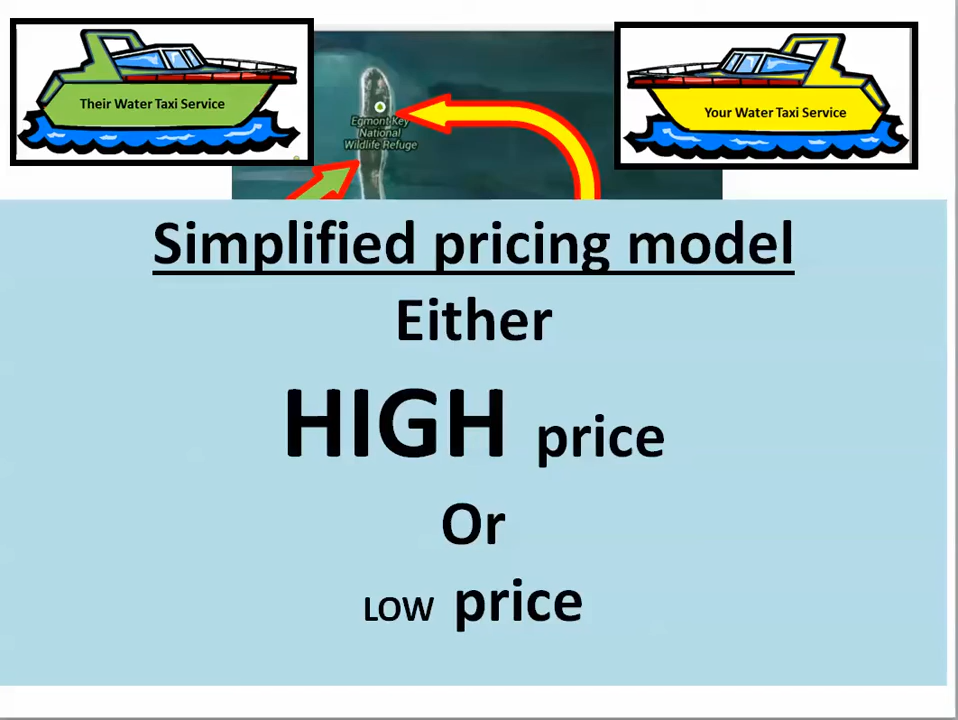 Their Water Taxi Service
Your Water Taxi Service
Egmont Key
National
Wildlife Refuge
Simplified pricing model
Either
HIGH price
Or
LOW price